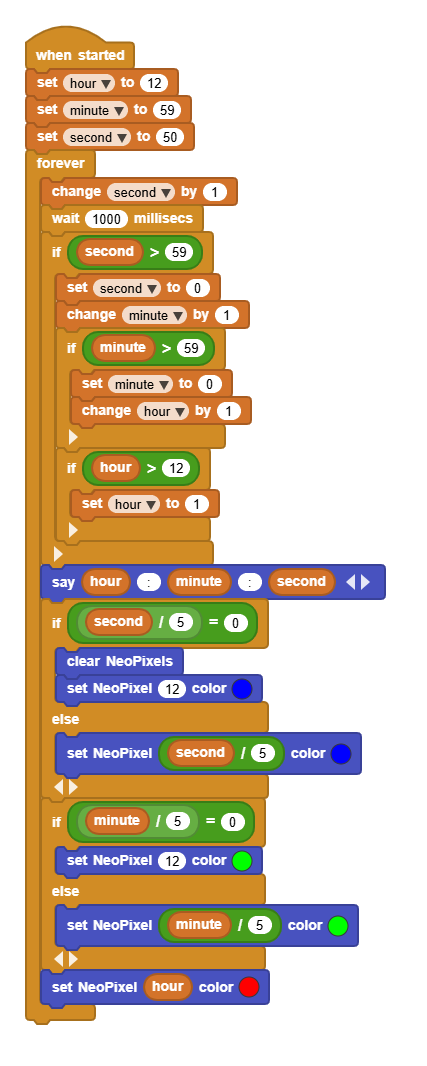 when started
set hour to 12
set minute to 59
set second to 50
forever
change second by 1
wait 1000 millisecs
if second > 59
set second to 0
change minute by 1
if minute > 59
set minute to 0
change hour by 1
if hour > 12
set hour to 1
say hour : minute : second
if second / 5 = 0
clear NeoPixels
set NeoPixel 12 color
else
set NeoPixel second / 5 color
if minute / 5 = 0
set NeoPixel 12 color
else
set NeoPixel minute / 5 color
set NeoPixel hour color